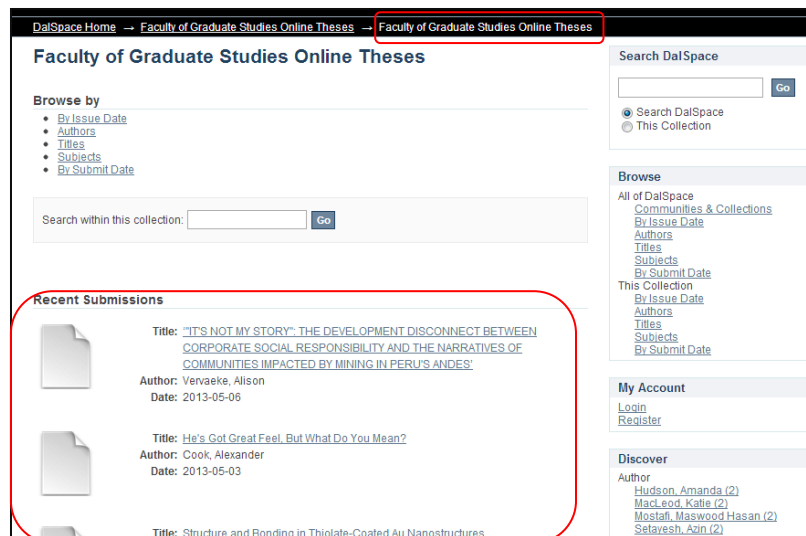 DalSpace Home → Faculty of Graduate Studies Online Theses → Faculty of Graduate Studies Online Theses
Faculty of Graduate Studies Online Theses
Browse by
By Issue Date
Authors
Titles
Subjects
By Submit Date
Search within this collection: Go
Recent Submissions
Title: '"IT'S NOT MY STORY": THE DEVELOPMENT DISCONNECT BETWEEN
CORPORATE SOCIAL RESPONSIBILITY AND THE NARRATIVES OF
COMMUNITIES IMPACTED BY MINING IN PERU'S ANDES'
Author: Vervaeke, Alison
Date: 2013-05-06
Title: He's Got Great Feel, But What Do You Mean?
Author: Cook, Alexander
Date: 2013-05-03
Title: Structure and Bonding in Thiolate-Coated Au Nanostructures
Search DalSpace
Go
Search DalSpace
This Collection
Browse
All of DalSpace
Communities & Collections
By Issue Date
Authors
Titles
Subjects
By Submit Date
This Collection
By Issue Date
Authors
Titles
Subjects
By Submit Date
My Account
Login
Register
Discover
Author
Hudson, Amanda (2)
MacLeod, Katie (2)
Mostafi, Maswood Hasan (2)
Setayesh, Azin (2)